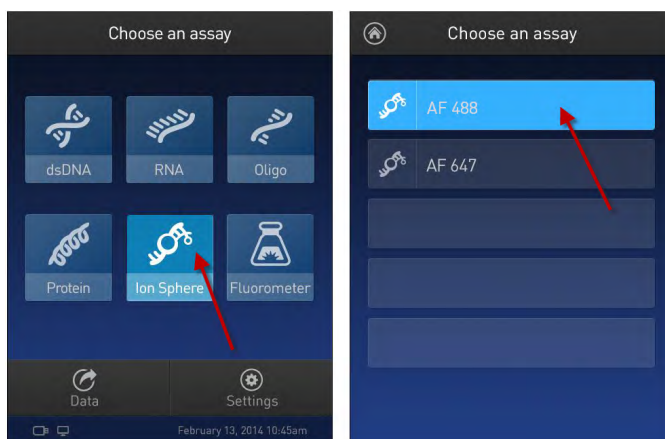 Choose an assay
dsDNA
RNA
Oligo
Protein
Ion Sphere
Fluorometer
Data
Settings
February 13, 2014 10:45am
Choose an assay
AF 488
AF 647